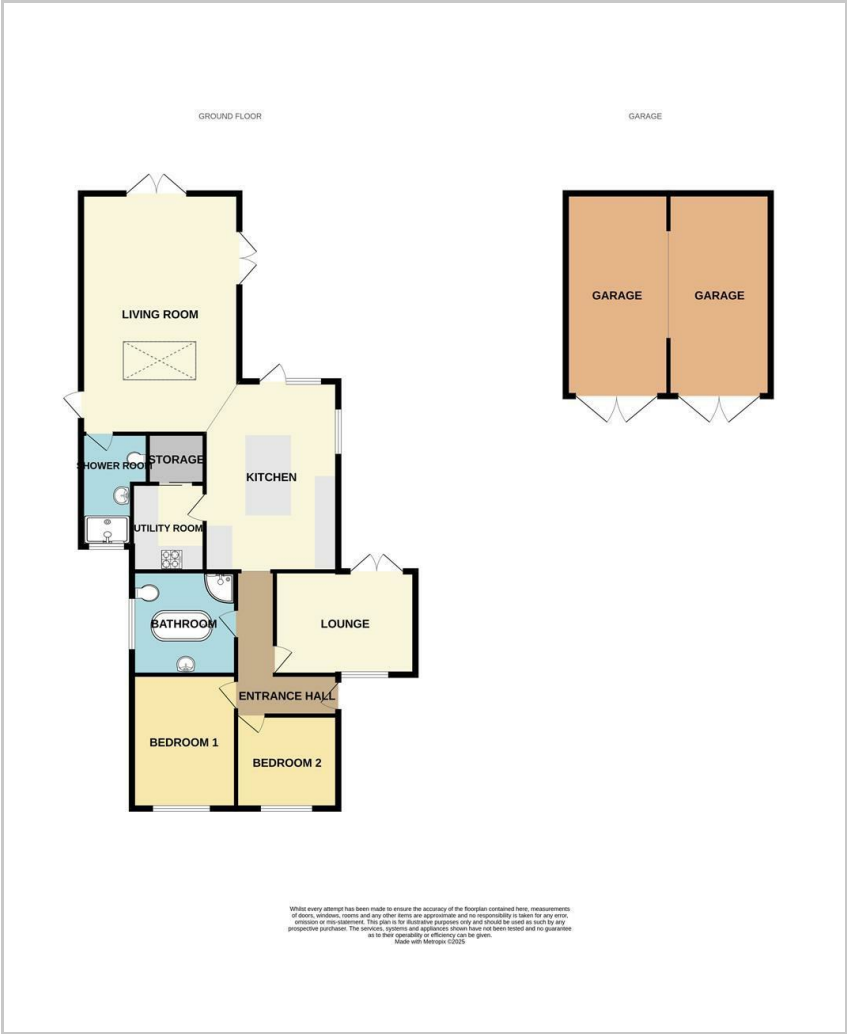 GROUND FLOOR
GARAGE
LIVING ROOM
GARAGE
GARAGE
SHOWER ROOM
STORAGE
KITCHEN
UTILITY ROOM
BATHROOM
LOUNGE
ENTRANCE HALL
BEDROOM 1
BEDROOM 2
Whilst every attempt has been made to ensure the accuracy of the floorplan contained here, measurements
of doors, windows, rooms and any other items are approximate and no responsibility is taken for any error,
omission or mis-statement. This plan is for illustrative purposes only and should be used as such by any
prospective purchaser. The services, systems and appliances shown have not been tested and no guarantee
as to their operability or efficiency can be given.
Made with Metropix ©2025